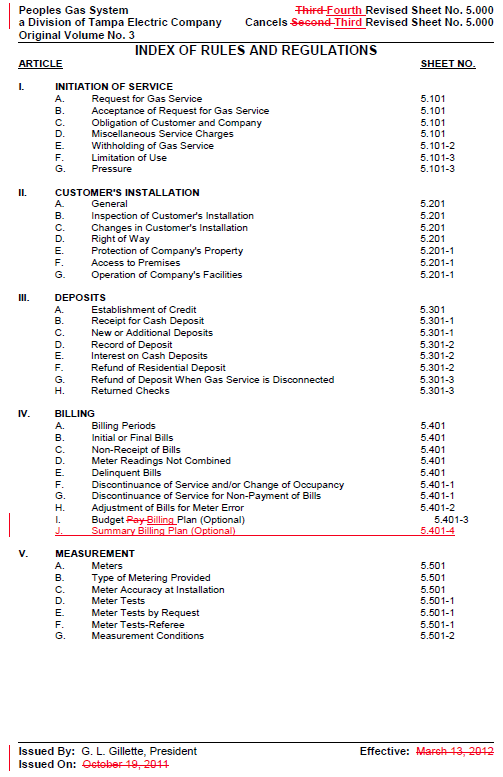 Peoples Gas System Third Fourth Revised Sheet No. 5.000
a Division of Tampa Electric Company Cancels Second Third Revised Sheet No. 5.000
Original Volume No. 3
INDEX OF RULES AND REGULATIONS
ARTICLE SHEET NO.
I. INITIATION OF SERVICE
A. Request for Gas Service 5.101
B. Acceptance of Request for Gas Service 5.101
C. Obligation of Customer and Company 5.101
D. Miscellaneous Service Charges 5.101
E. Withholding of Gas Service 5.101-2
F. Limitation of Use 5.101-3
G. Pressure 5.101-3
II. CUSTOMER'S INSTALLATION
A. General 5.201
B. Inspection of Customer's Installation 5.201
C. Changes in Customer's Installation 5.201
D. Right of Way 5.201
E. Protection of Company's Property 5.201-1
F. Access to Premises 5.201-1
G. Operation of Company's Facilities 5.201-1
III. DEPOSITS
A. Establishment of Credit 5.301
B. Receipt for Cash Deposit 5.301-1
C. New or Additional Deposits 5.301-1
D. Record of Deposit 5.301-2
E. Interest on Cash Deposits 5.301-2
F. Refund of Residential Deposit 5.301-2
G. Refund of Deposit When Gas Service is Disconnected 5.301-3
H. Returned Checks 5.301-3
IV. BILLING
A. Billing Periods 5.401
B. Initial or Final Bills 5.401
C. Non-Receipt of Bills 5.401
D. Meter Readings Not Combined 5.401
E. Delinquent Bills 5.401
F. Discontinuance of Service and/or Change of Occupancy 5.401-1
G. Discontinuance of Service for Non-Payment of Bills 5.401-1
H. Adjustment of Bills for Meter Error 5.401-2
I. Budget Pay Billing Plan (Optional) 5.401-3
J. Summary Billing Plan (Optional) 5.401-4
V. MEASUREMENT
A. Meters 5.501
B. Type of Metering Provided 5.501
C. Meter Accuracy at Installation 5.501
D. Meter Tests 5.501-1
E. Meter Tests by Request 5.501-1
F. Meter Tests-Referee 5.501-1
G. Measurement Conditions 5.501-2
Issued By: G. L. Gillette, President Effective: March 13, 2012
Issued On: October 19, 2011